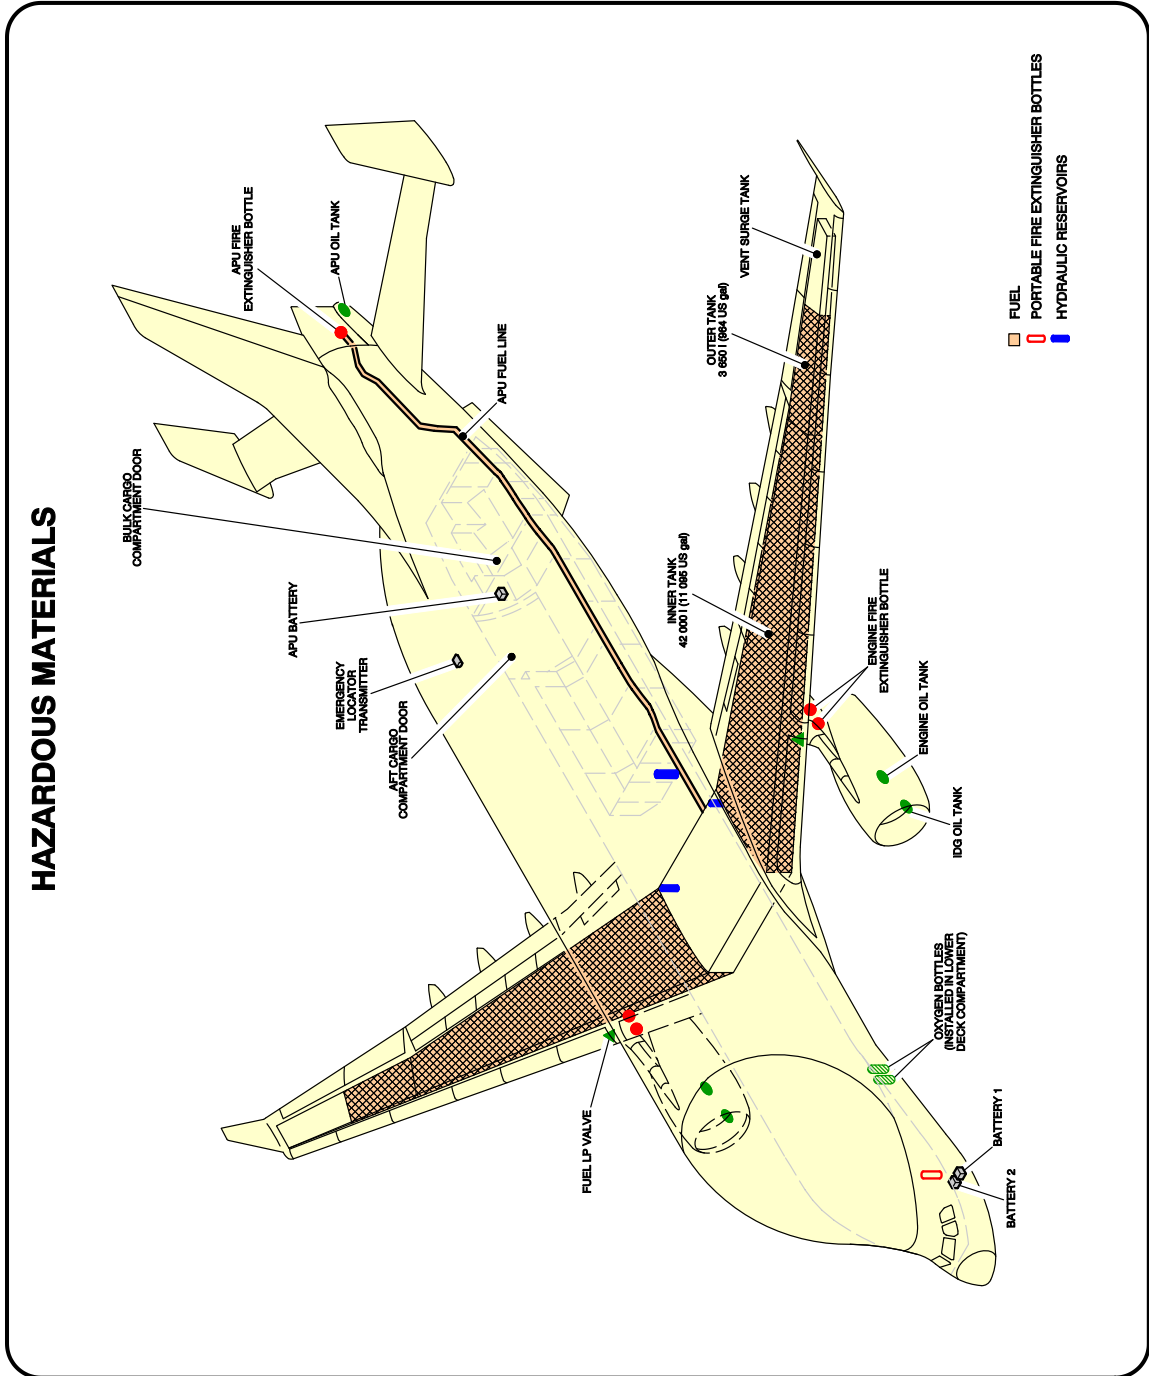 HAZARDOUS MATERIALS
BULK CARGO
COMPARTMENT DOOR
APU FIRE
EXTINGUISHER BOTTLE
APU OIL TANK
APU BATTERY
EMERGENCY
LOCATOR
TRANSMITTER
AFT CARGO
COMPARTMENT DOOR
APU FUEL LINE
FUEL LP VALVE
INNER TANK
42 000 l (11 095 US gal)
OUTER TANK
3 650 l (964 US gal)
VENT SURGE TANK
ENGINE FIRE
EXTINGUISHER BOTTLE
ENGINE OIL TANK
IDG OIL TANK
OXYGEN BOTTLES
(INSTALLED IN LOWER
DECK COMPARTMENT)
BATTERY 1
BATTERY 2
FUEL
PORTABLE FIRE EXTINGUISHER BOTTLES
HYDRAULIC RESERVOIRS